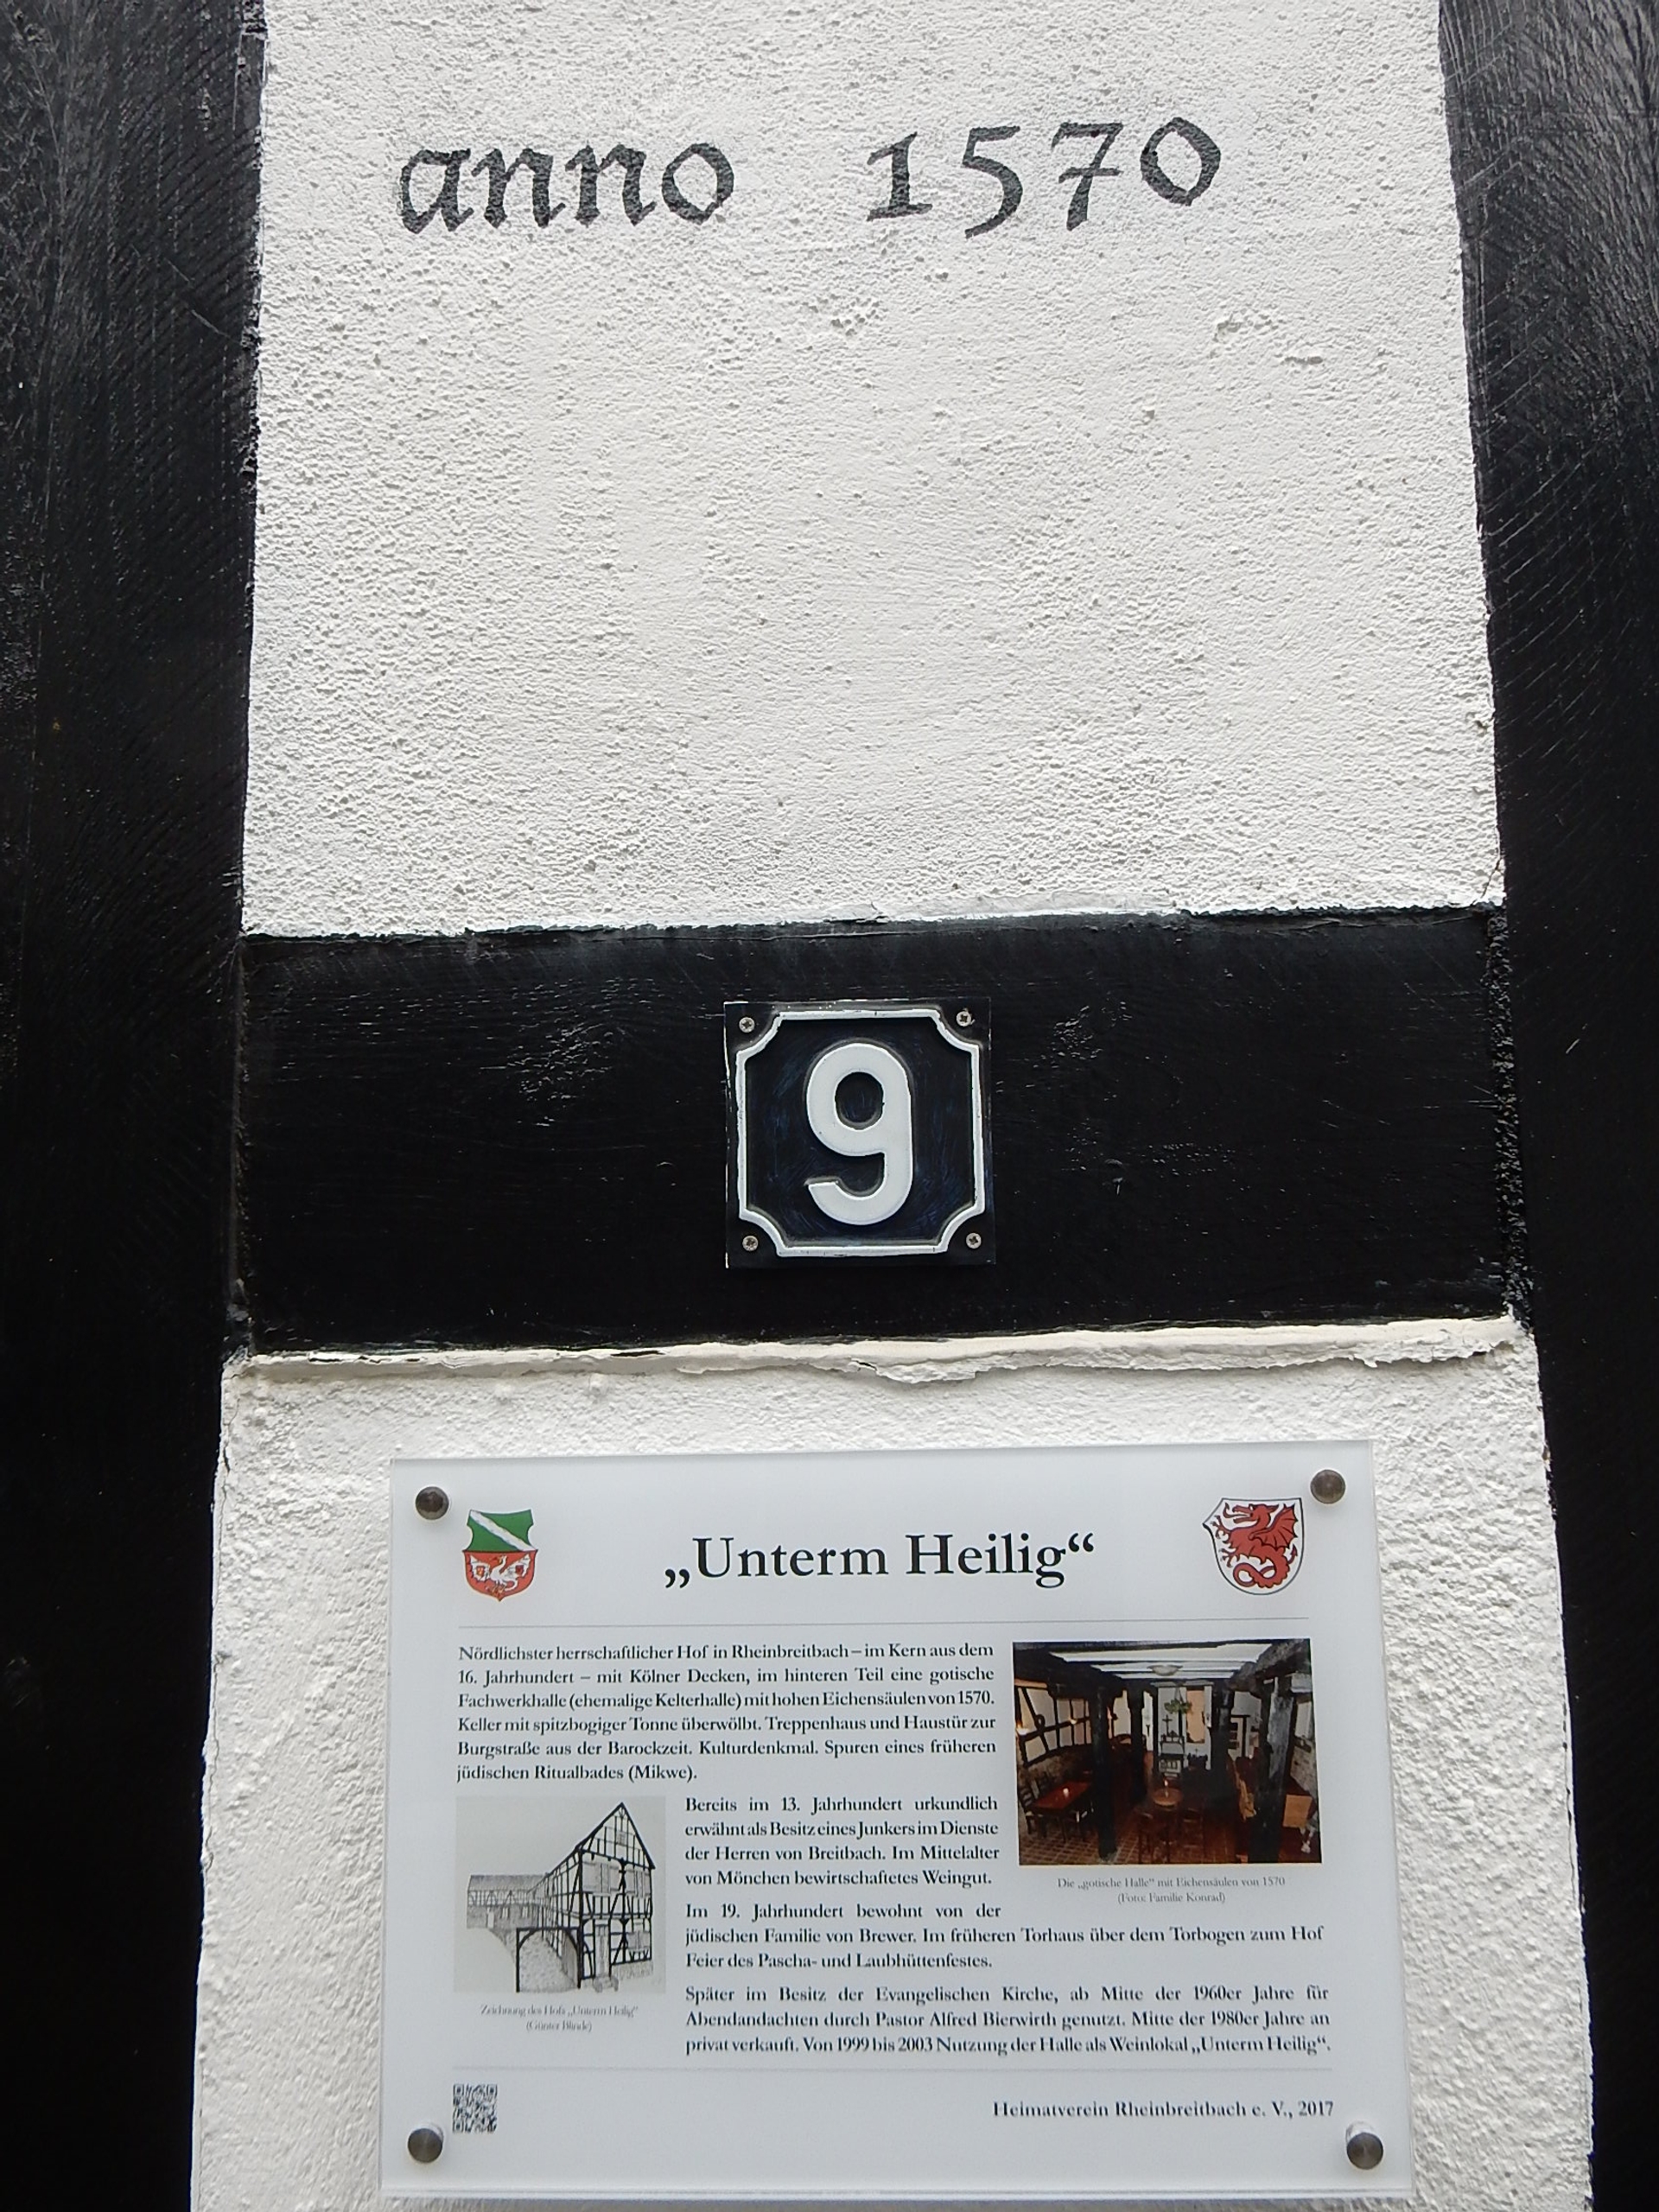 anno 1570
9
„Unterm Heilig“
Nördlichster herrschaftlicher Hof in Rheinbreitbach – im Kern aus dem
16. Jahrhundert – mit Kölner Decken, im hinteren Teil eine gotische
Fachwerkhalle (ehemalige Kelterhalle) mit hohen Eichensäulen von 1570.
Keller mit spitzbogiger Tonne überwölbt. Treppenhaus und Haustür zur
Burgstraße aus der Barockzeit. Kulturdenkmal. Spuren eines früheren
jüdischen Ritualbades (Mikwe).
Bereits im 13. Jahrhundert urkundlich
erwähnt als Besitz eines Junkers im Dienste
der Herren von Breitbach. Im Mittelalter
von Mönchen bewirtschaftetes Weingut.
Die „gotische Halle“ mit Eichensäulen von 1570
(Foto: Familie Konrad)
Im 19. Jahrhundert bewohnt von der
jüdischen Familie von Brewer. Im früheren Torhaus über dem Torbogen zum Hof
Feier des Pascha- und Laubhüttenfestes.
Zeichnung des Hofs „Unterm Heilig“
(Günter Blinde)
Später im Besitz der Evangelischen Kirche, ab Mitte der 1960er Jahre für
Abendandachten durch Pastor Alfred Bierwirth genutzt. Mitte der 1980er Jahre an
privat verkauft. Von 1999 bis 2003 Nutzung der Halle als Weinlokal „Unterm Heilig“.
Heimatverein Rheinbreitbach e. V., 2017